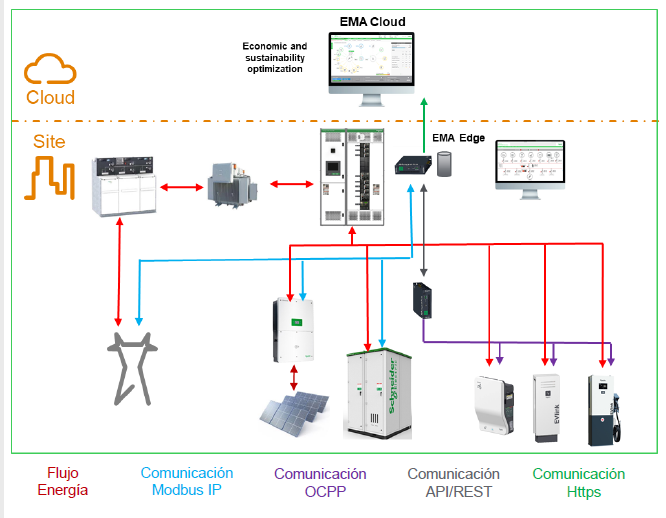 EMA Cloud
Economic and
sustainability
optimization
Cloud
Site
EMA Edge
Schneider
EVlink
Flujo
Energía
Comunicación
Modbus IP
Comunicación
OCPP
Comunicación
API/REST
Comunicación
Https